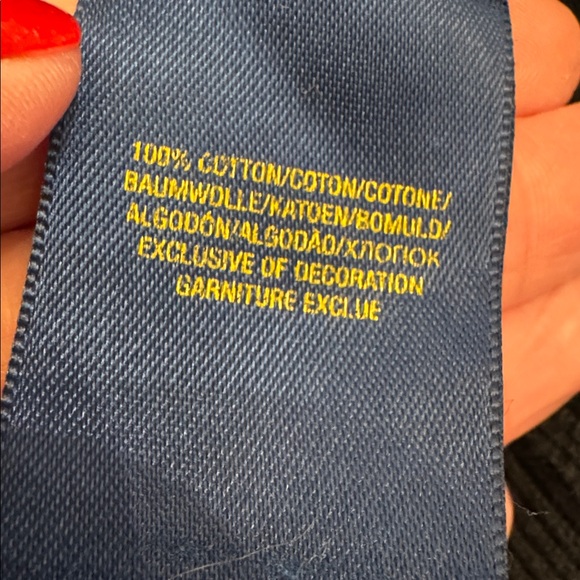 100% COTTON/COTON/COTONE/
BAUMWOLLE/KATOEN/BOMULD/
ALGODÓN/ALGODÃO/ХЛОПОК
EXCLUSIVE OF DECORATION
GARNITURE EXCLUE